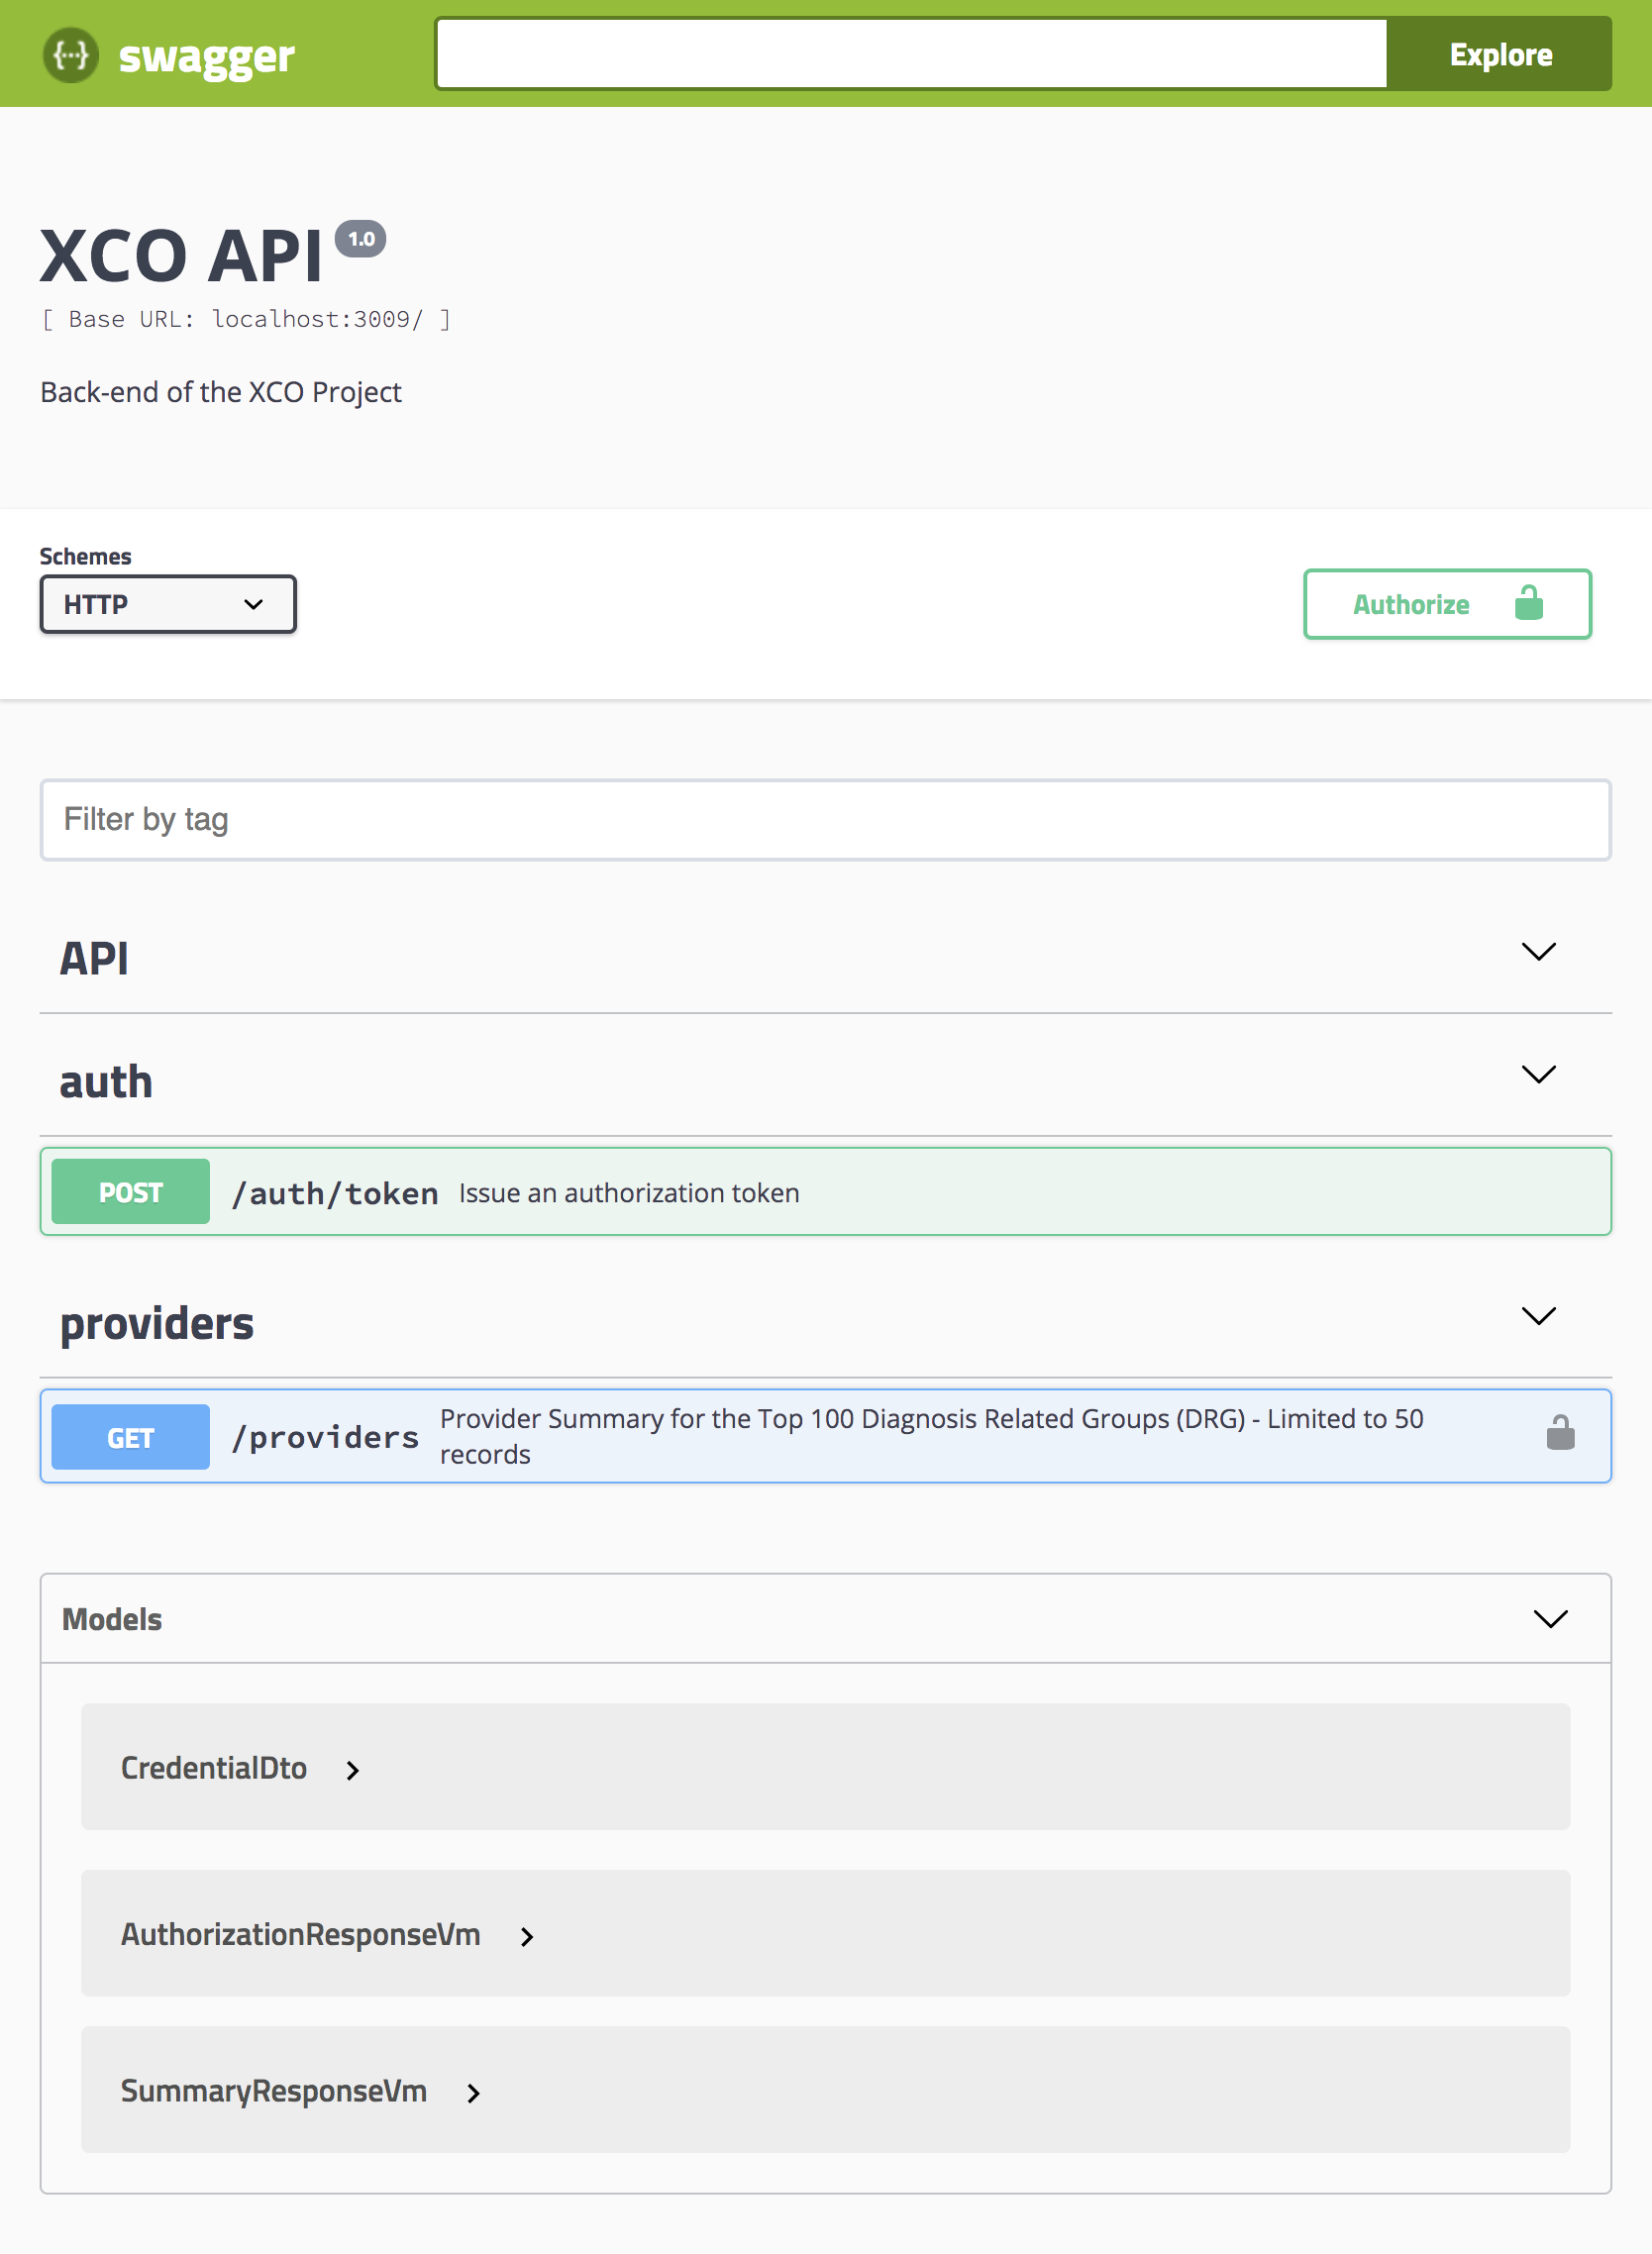 {···} swagger
Explore
XCO API 1.0
[ Base URL: localhost:3009/ ]
Back-end of the XCO Project
Schemes
HTTP
Authorize
Filter by tag
API
auth
POST /auth/token Issue an authorization token
providers
GET /providers Provider Summary for the Top 100 Diagnosis Related Groups (DRG) - Limited to 50
records
Models
CredentialDto
AuthorizationResponseVm
SummaryResponseVm